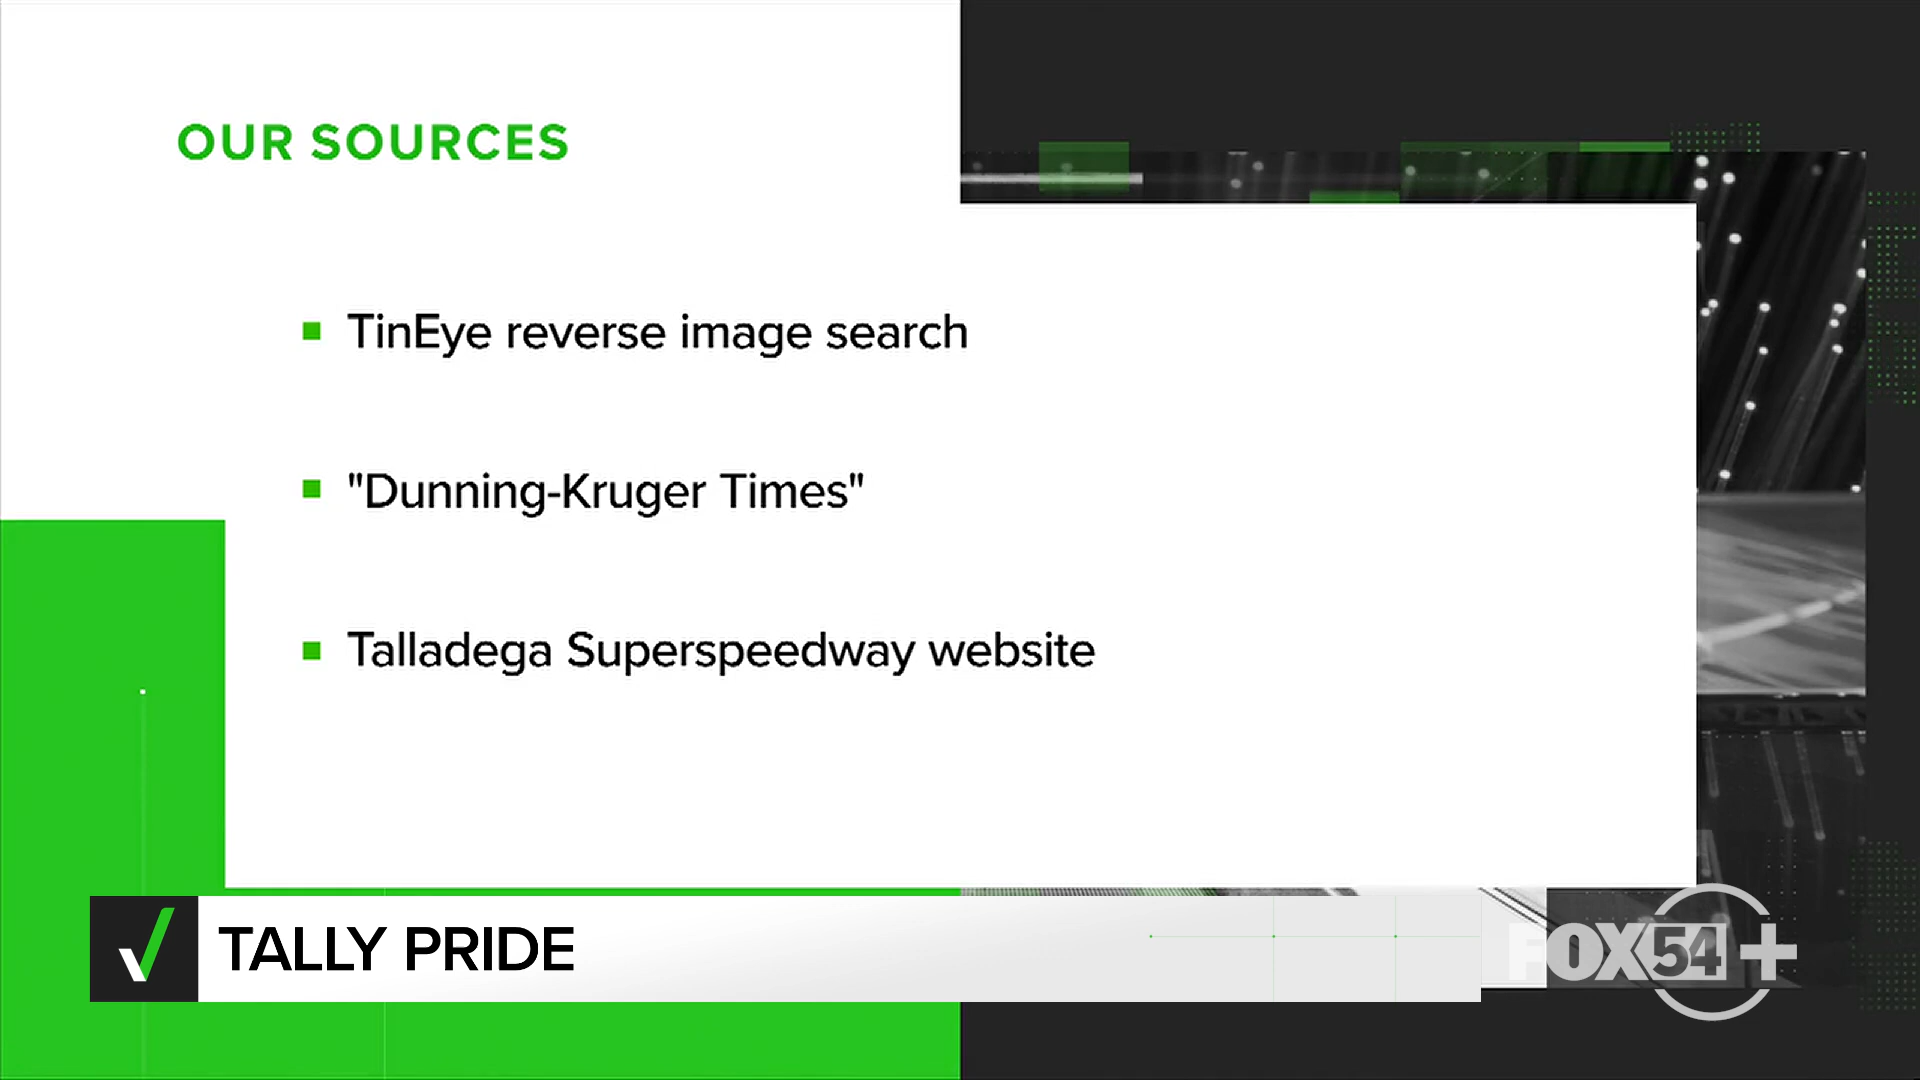 OUR SOURCES
TinEye reverse image search
"Dunning-Kruger Times"
Talladega Superspeedway website
TALLY PRIDE
FOX54+